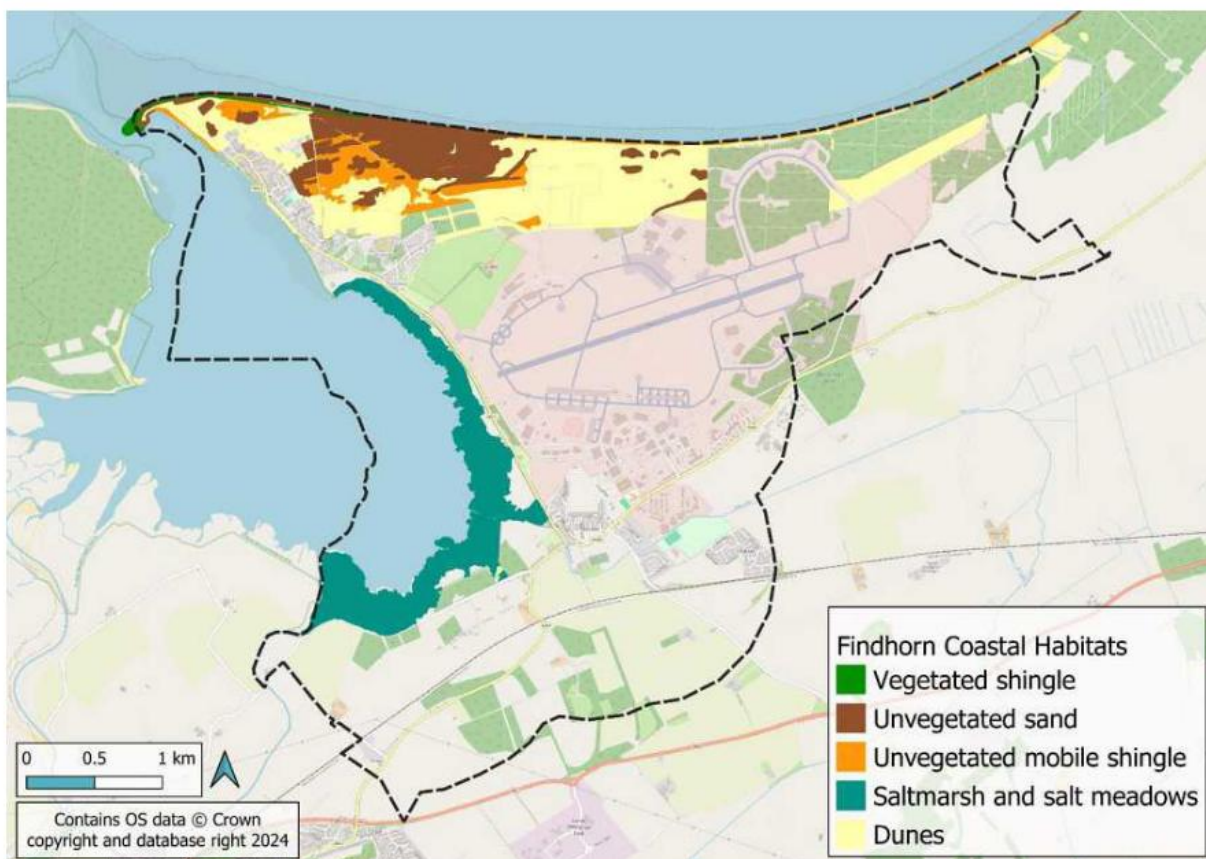 Findhorn Coastal Habitats
Vegetated shingle
Unvegetated sand
Unvegetated mobile shingle
Saltmarsh and salt meadows
Dunes
0 0.5 1 km
Contains OS data © Crown
copyright and database right 2024